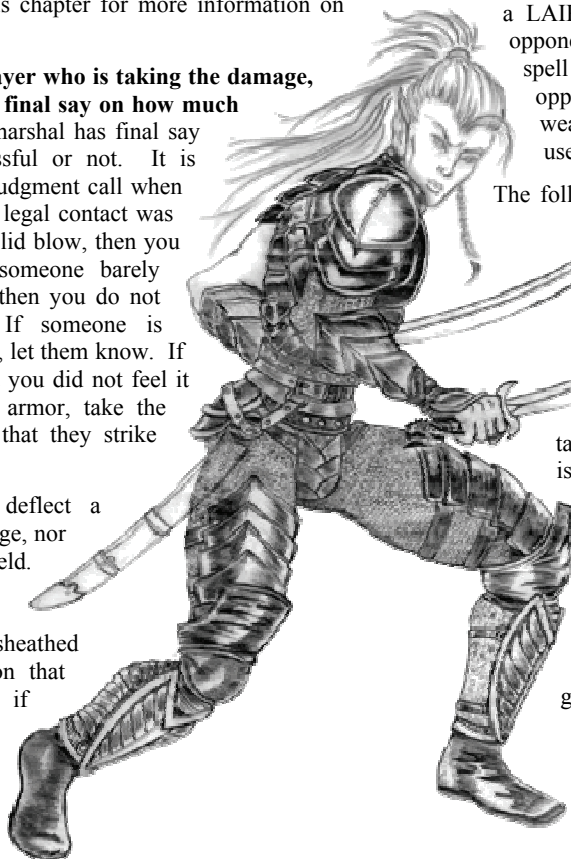 s chapter for more information on
ayer who is taking the damage,
final say on how much
marshal has final say
ssful or not. It is
udgment call when
legal contact was
lid blow, then you
someone barely
then you do not
If someone is
, let them know. If
you did not feel it
armor, take the
that they strike
deflect a
ge, nor
eld.
sheathed
on that
if
a
oppon
spell
opp
wea
use
The foll
ta
is
g